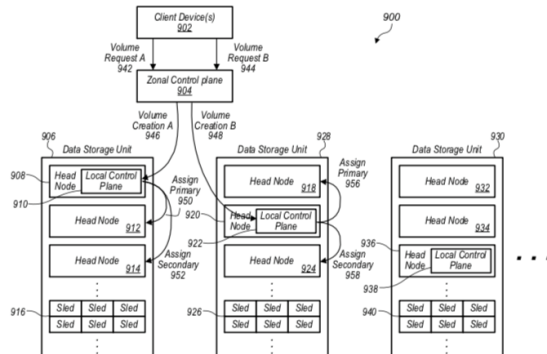 Client Device(s)
902
900
Volume
Request A
942
Volume
Request B
944
Zonal Control plane
904
Volume
Creation A
946
Volume
Creation B
948
906
Data Storage Unit
908
Head
Node
Local Control
Plane
910
Head Node
912
Head Node
914
Assign
Primary
950
Assign
Secondary
952
916
Sled Sled Sled
Sled Sled Sled
928
Data Storage Unit
Head Node
918
920
Head
Node
Local Control
Plane
922
Head Node
924
Assign
Primary
956
Assign
Secondary
958
926
Sled Sled Sled
Sled Sled Sled
930
Data Storage Unit
Head Node
932
Head Node
934
936
Head
Node
Local Control
Plane
938
940
Sled Sled Sled
Sled Sled Sled